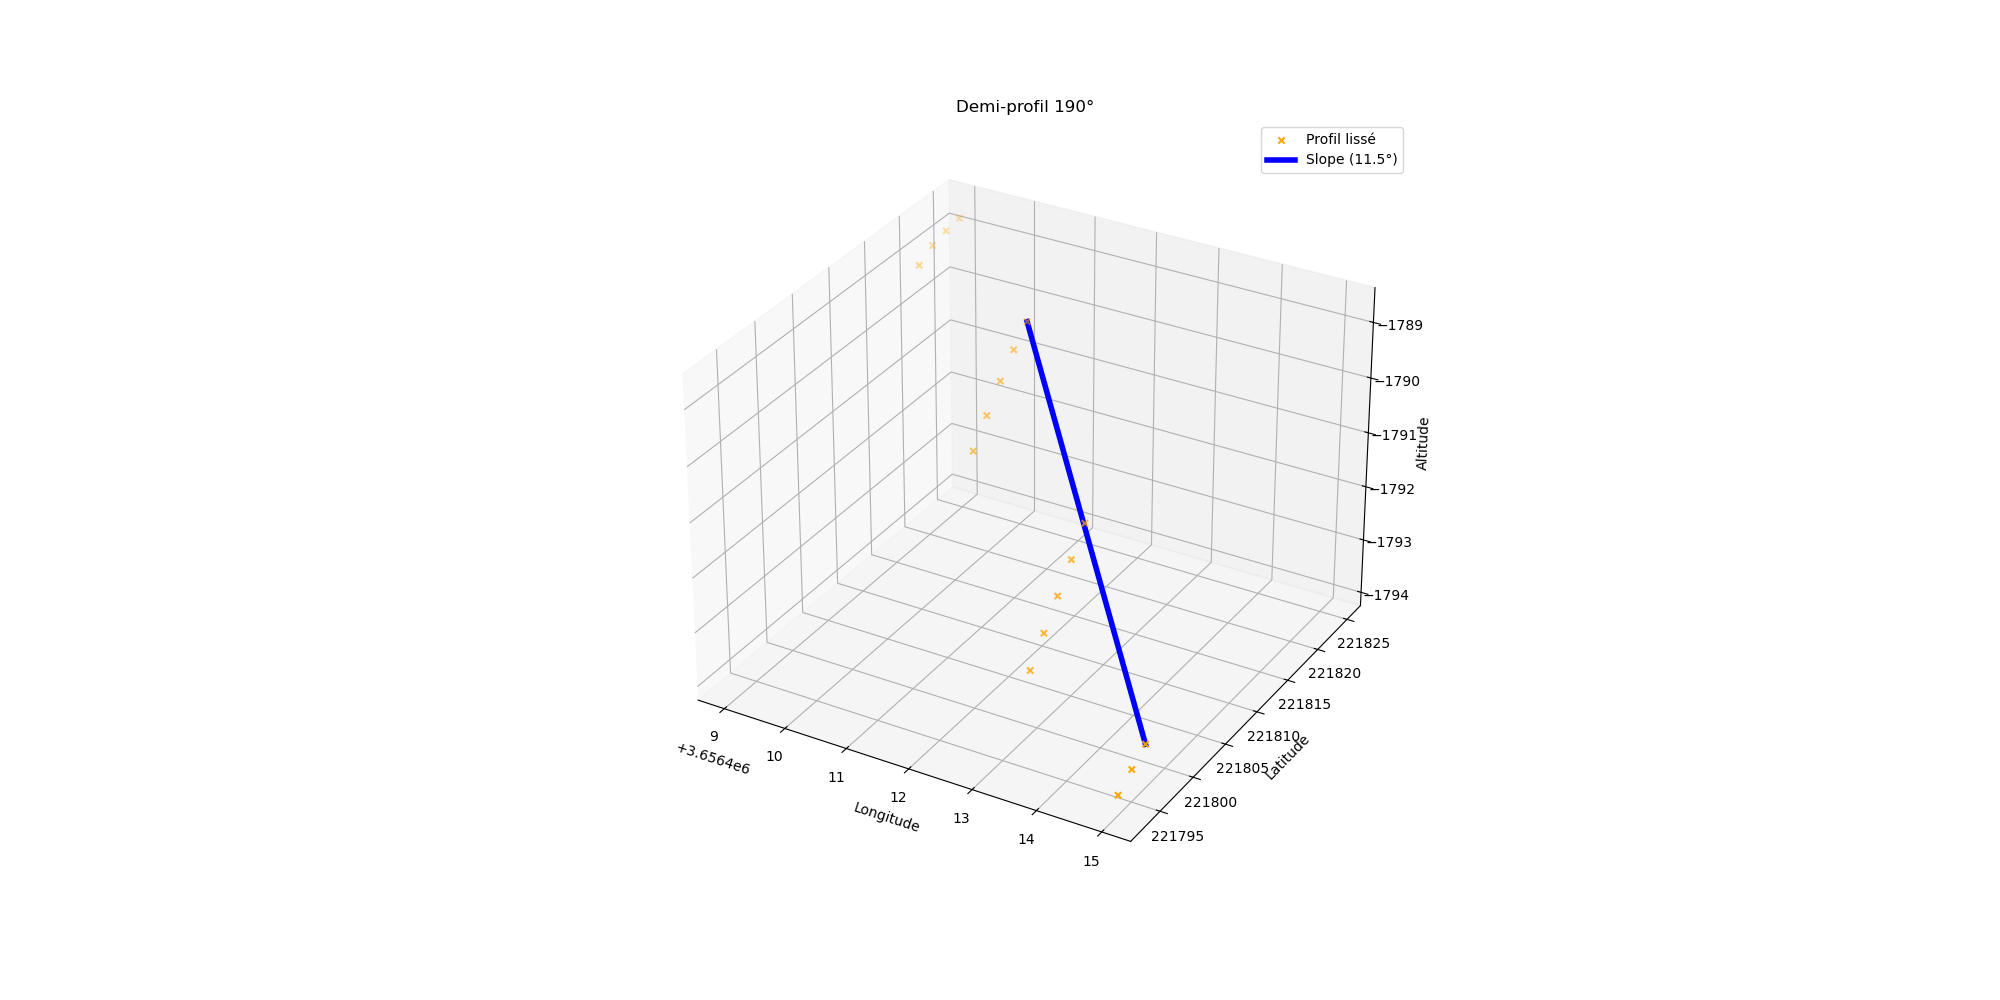 Demi-profil 190°
Profil lissé
Slope (11.5°)
−1789
−1790
−1791
−1792
−1793
−1794
Altitude
221825
221820
221815
221810
221805
221800
221795
Latitude
9
10
11
12
13
14
15
+3.6564e6
Longitude